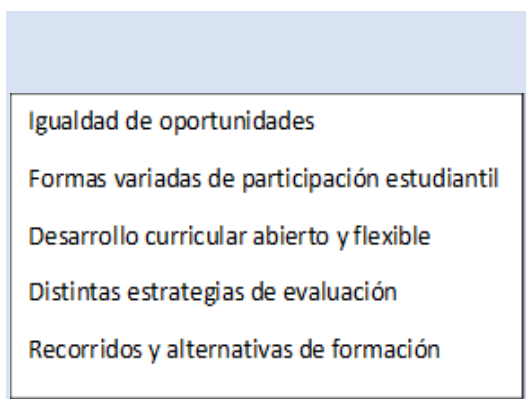 Igualdad de oportunidades
Formas variadas de participación estudiantil
Desarrollo curricular abierto y flexible
Distintas estrategias de evaluación
Recorridos y alternativas de formación